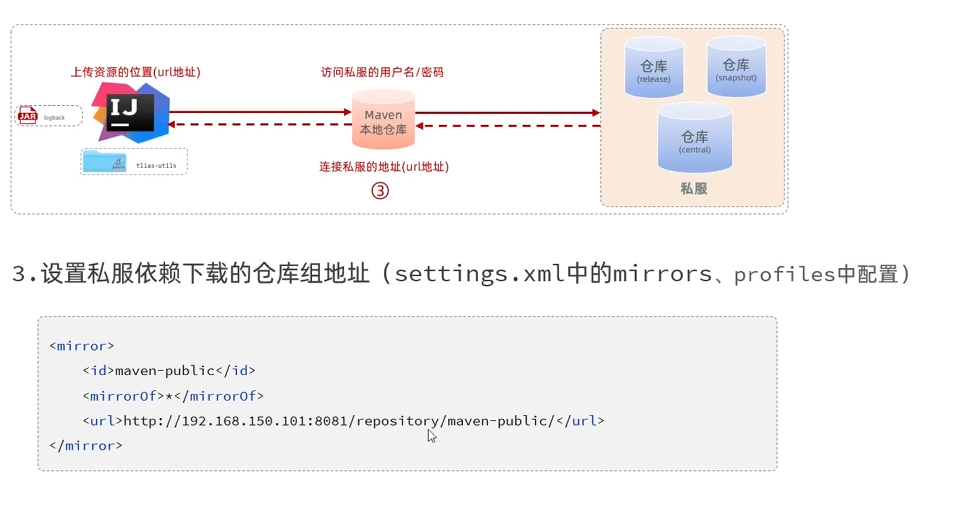 上传资源的位置(url地址)
访问私服的用户名/密码
仓库
(release)
仓库
(snapshot)
JAR
logback
IJ
Maven
本地仓库
仓库
(central)
tlias-utils
连接私服的地址(url地址)
③
私服
3.设置私服依赖下载的仓库组地址（settings.xml中的mirrors、profiles中配置）
<mirror>
<id>maven-public</id>
<mirrorOf>*</mirrorOf>
<url>http://192.168.150.101:8081/repository/maven-public/</url>
</mirror>